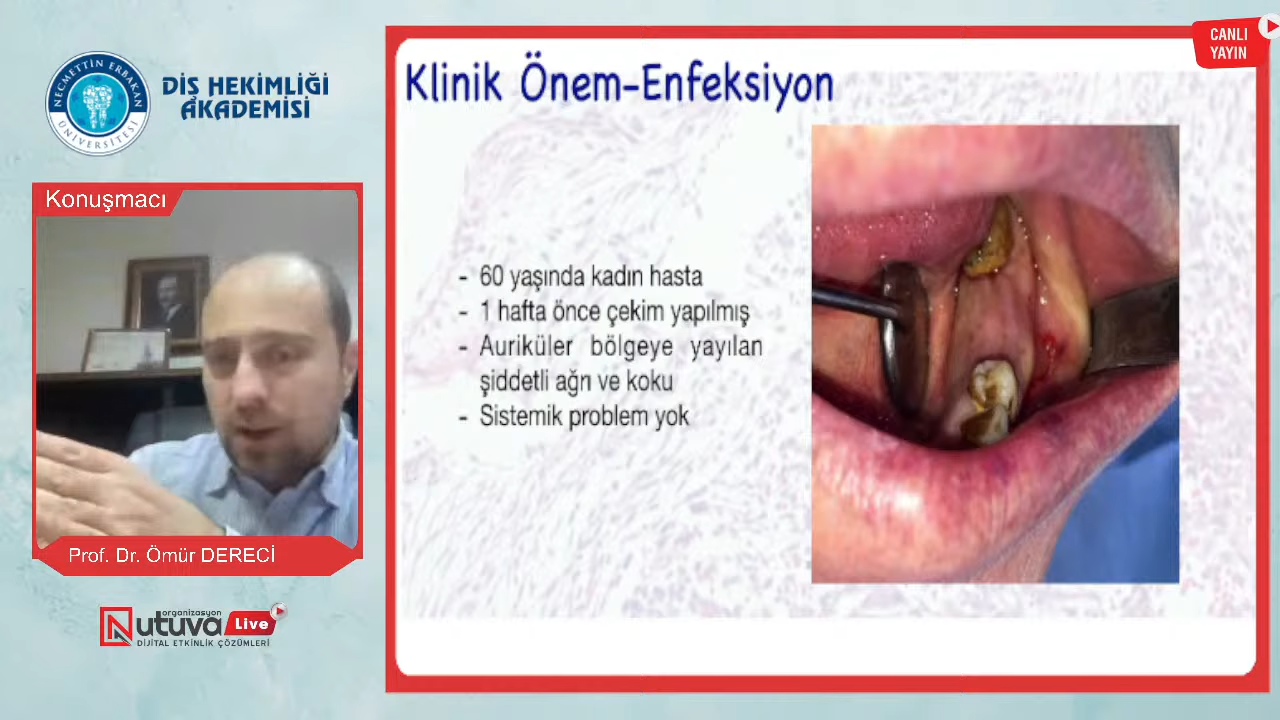 CANLI
YAYIN
NECMETTİN ERBAKAN
ÜNİVERSİTESİ
DİŞ HEKİMLİĞİ
AKADEMİSİ
Konuşmacı
Prof. Dr. Ömür DERECİ
organizasyon
Nutuva Live
DİJİTAL ETKİNLİK ÇÖZÜMLERİ
Klinik Önem-Enfeksiyon
- 60 yaşında kadın hasta
- 1 hafta önce çekim yapılmış
- Auriküler bölgeye yayılan
şiddetli ağrı ve koku
- Sistemik problem yok